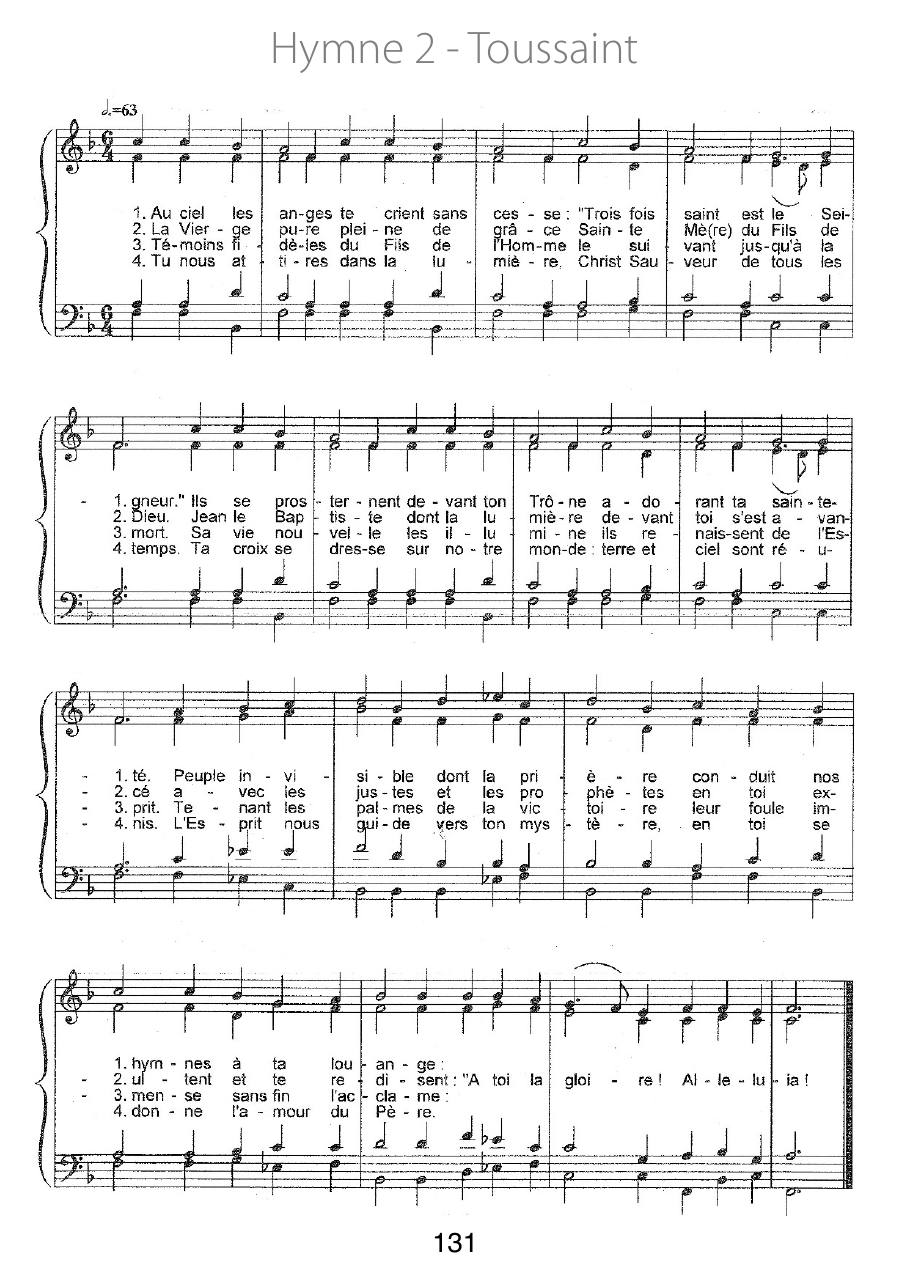 Hymne 2 - Toussaint
𝅗𝅥.=63
6 4
1. Au ciel les an-ges te crient sans ces - se : "Trois fois saint est le Sei-
2. La Vier - ge pu-re plei - ne de grâ - ce Sain - te Mè(re) du Fils de
3. Té-moins fi - dè-les du Fils de l'Hom-me le sui - vant jus-qu'à la
4. Tu nous at - ti-res dans la lu - miè-re, Christ Sau - veur de tous les
6 4
- 1. gneur." Ils se pros - ter - nent de-vant ton Trô-ne a - do - rant ta sain-te-
- 2. Dieu. Jean le Bap - tis - te dont la lu - miè-re de-vant toi s'est a - van-
- 3. mort. Sa vie nou - vel-le les il - lu - mi - ne ils re - nais-sent de l'Es-
- 4. temps. Ta croix se dres-se sur no - tre mon-de : terre et ciel sont ré - u-
- 1. té. Peuple in - vi - si - ble dont la pri - è - re con - duit nos
- 2. cé a - vec les jus - tes et les pro - phè - tes en toi ex-
- 3. prit. Te - nant les pal - mes de la vic - toi - re leur foule im-
- 4. nis. L'Es - prit nous gui - de vers ton mys - tè - re, en toi se
1. hym - nes à ta lou - an - ge :
- 2. ul - tent et te re - di - sent : "A toi la gloi - re ! Al - le - lu - ia !
- 3. men - se sans fin l'ac - cla - me :
4. don - ne l'a - mour du Pè - re.
131